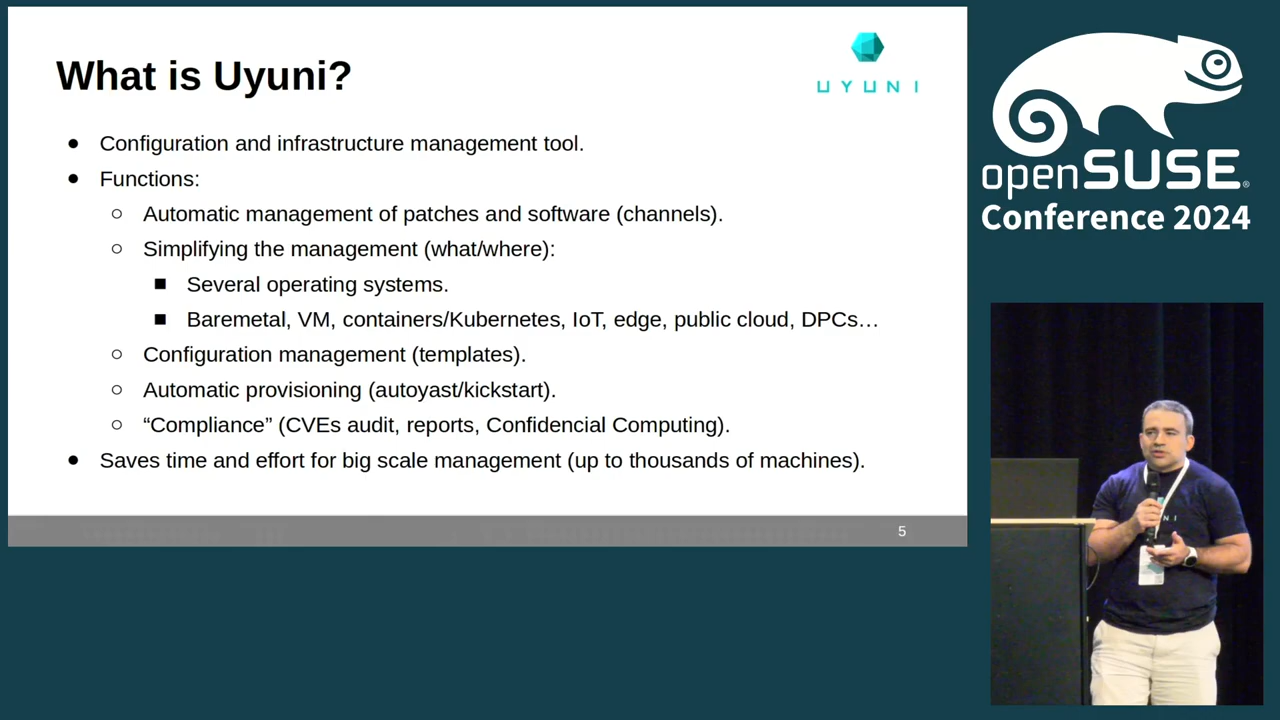 What is Uyuni?
UYUNI
● Configuration and infrastructure management tool.
● Functions:
○ Automatic management of patches and software (channels).
○ Simplifying the management (what/where):
■ Several operating systems.
■ Baremetal, VM, containers/Kubernetes, IoT, edge, public cloud, DPCs…
○ Configuration management (templates).
○ Automatic provisioning (autoyast/kickstart).
○ “Compliance” (CVEs audit, reports, Confidencial Computing).
● Saves time and effort for big scale management (up to thousands of machines).
5
openSUSE®
Conference 2024